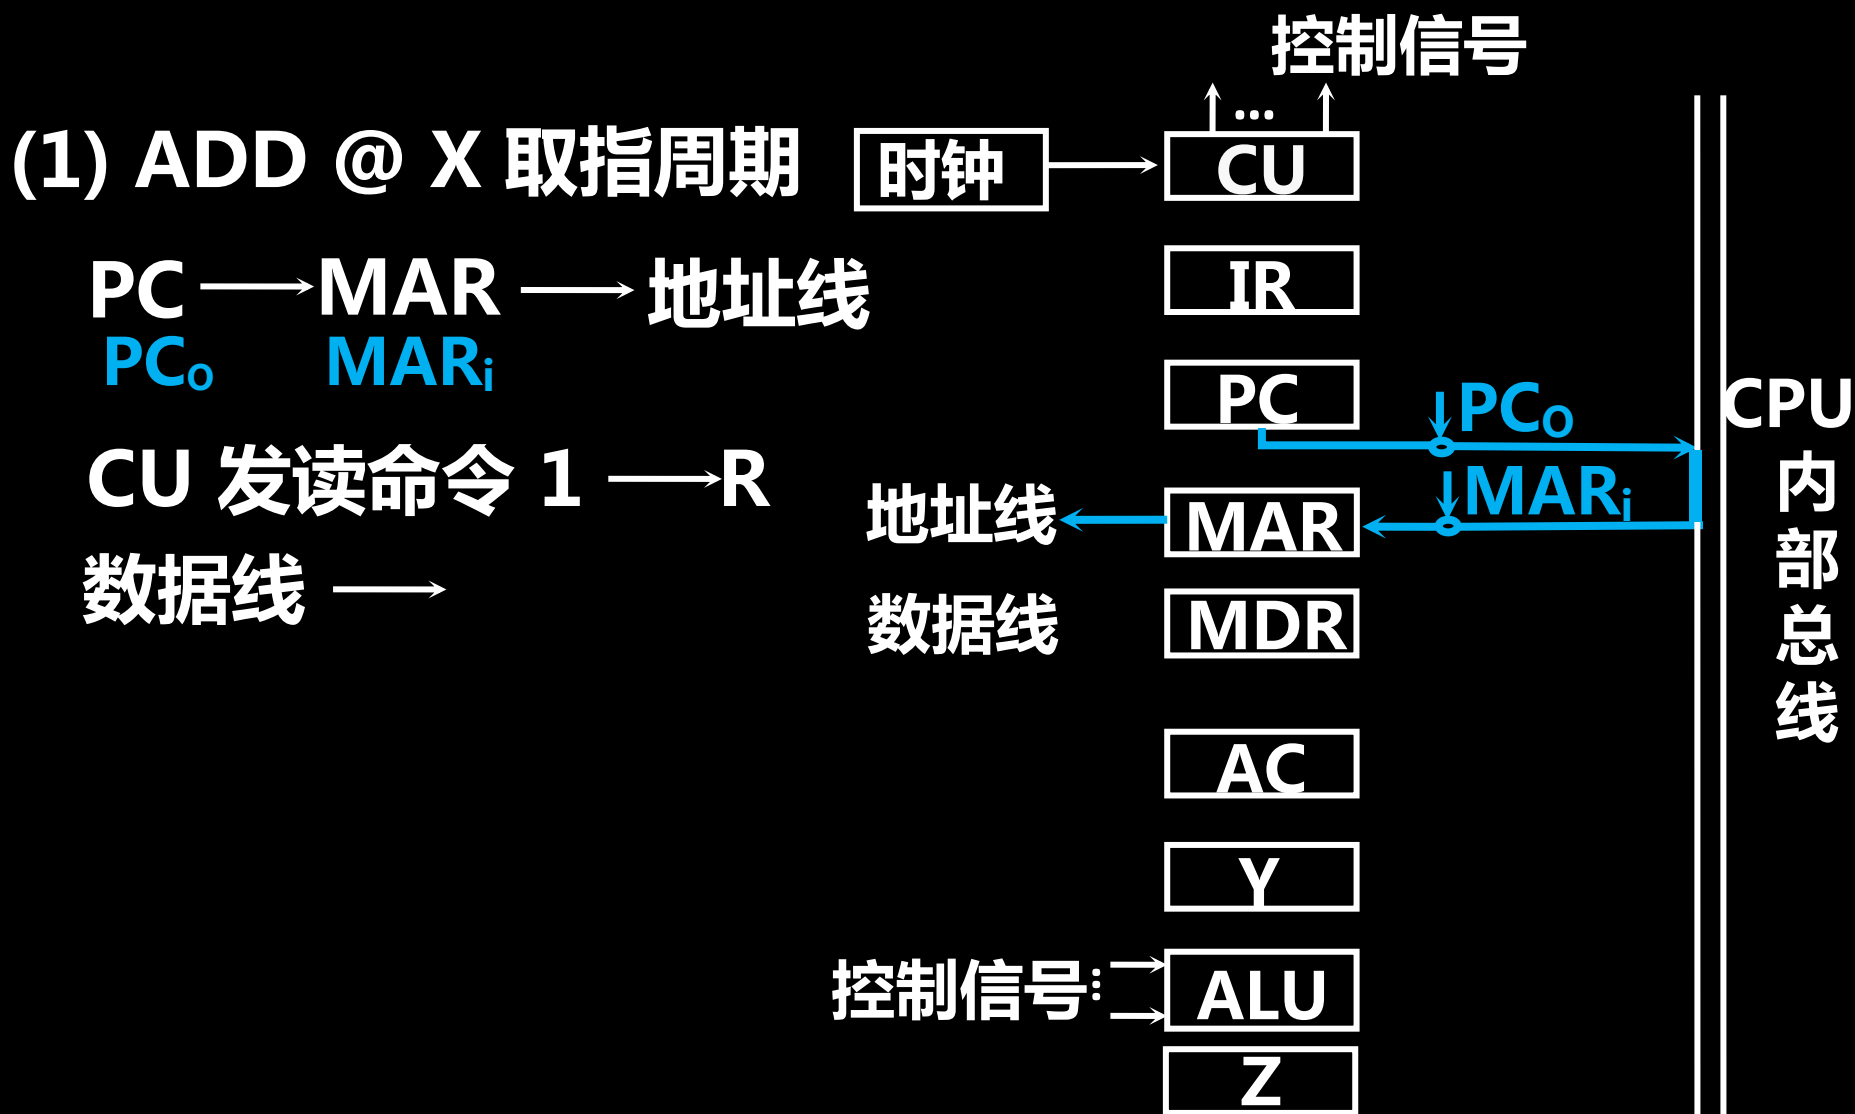 控制信号
(1) ADD @ X 取指周期
时钟
CU
PC → MAR → 地址线
PCO MARi
IR
PC
PCO
CPU
内
部
总
线
CU 发读命令 1 → R
地址线
MAR
MARi
数据线 →
数据线
MDR
AC
Y
控制信号
ALU
Z